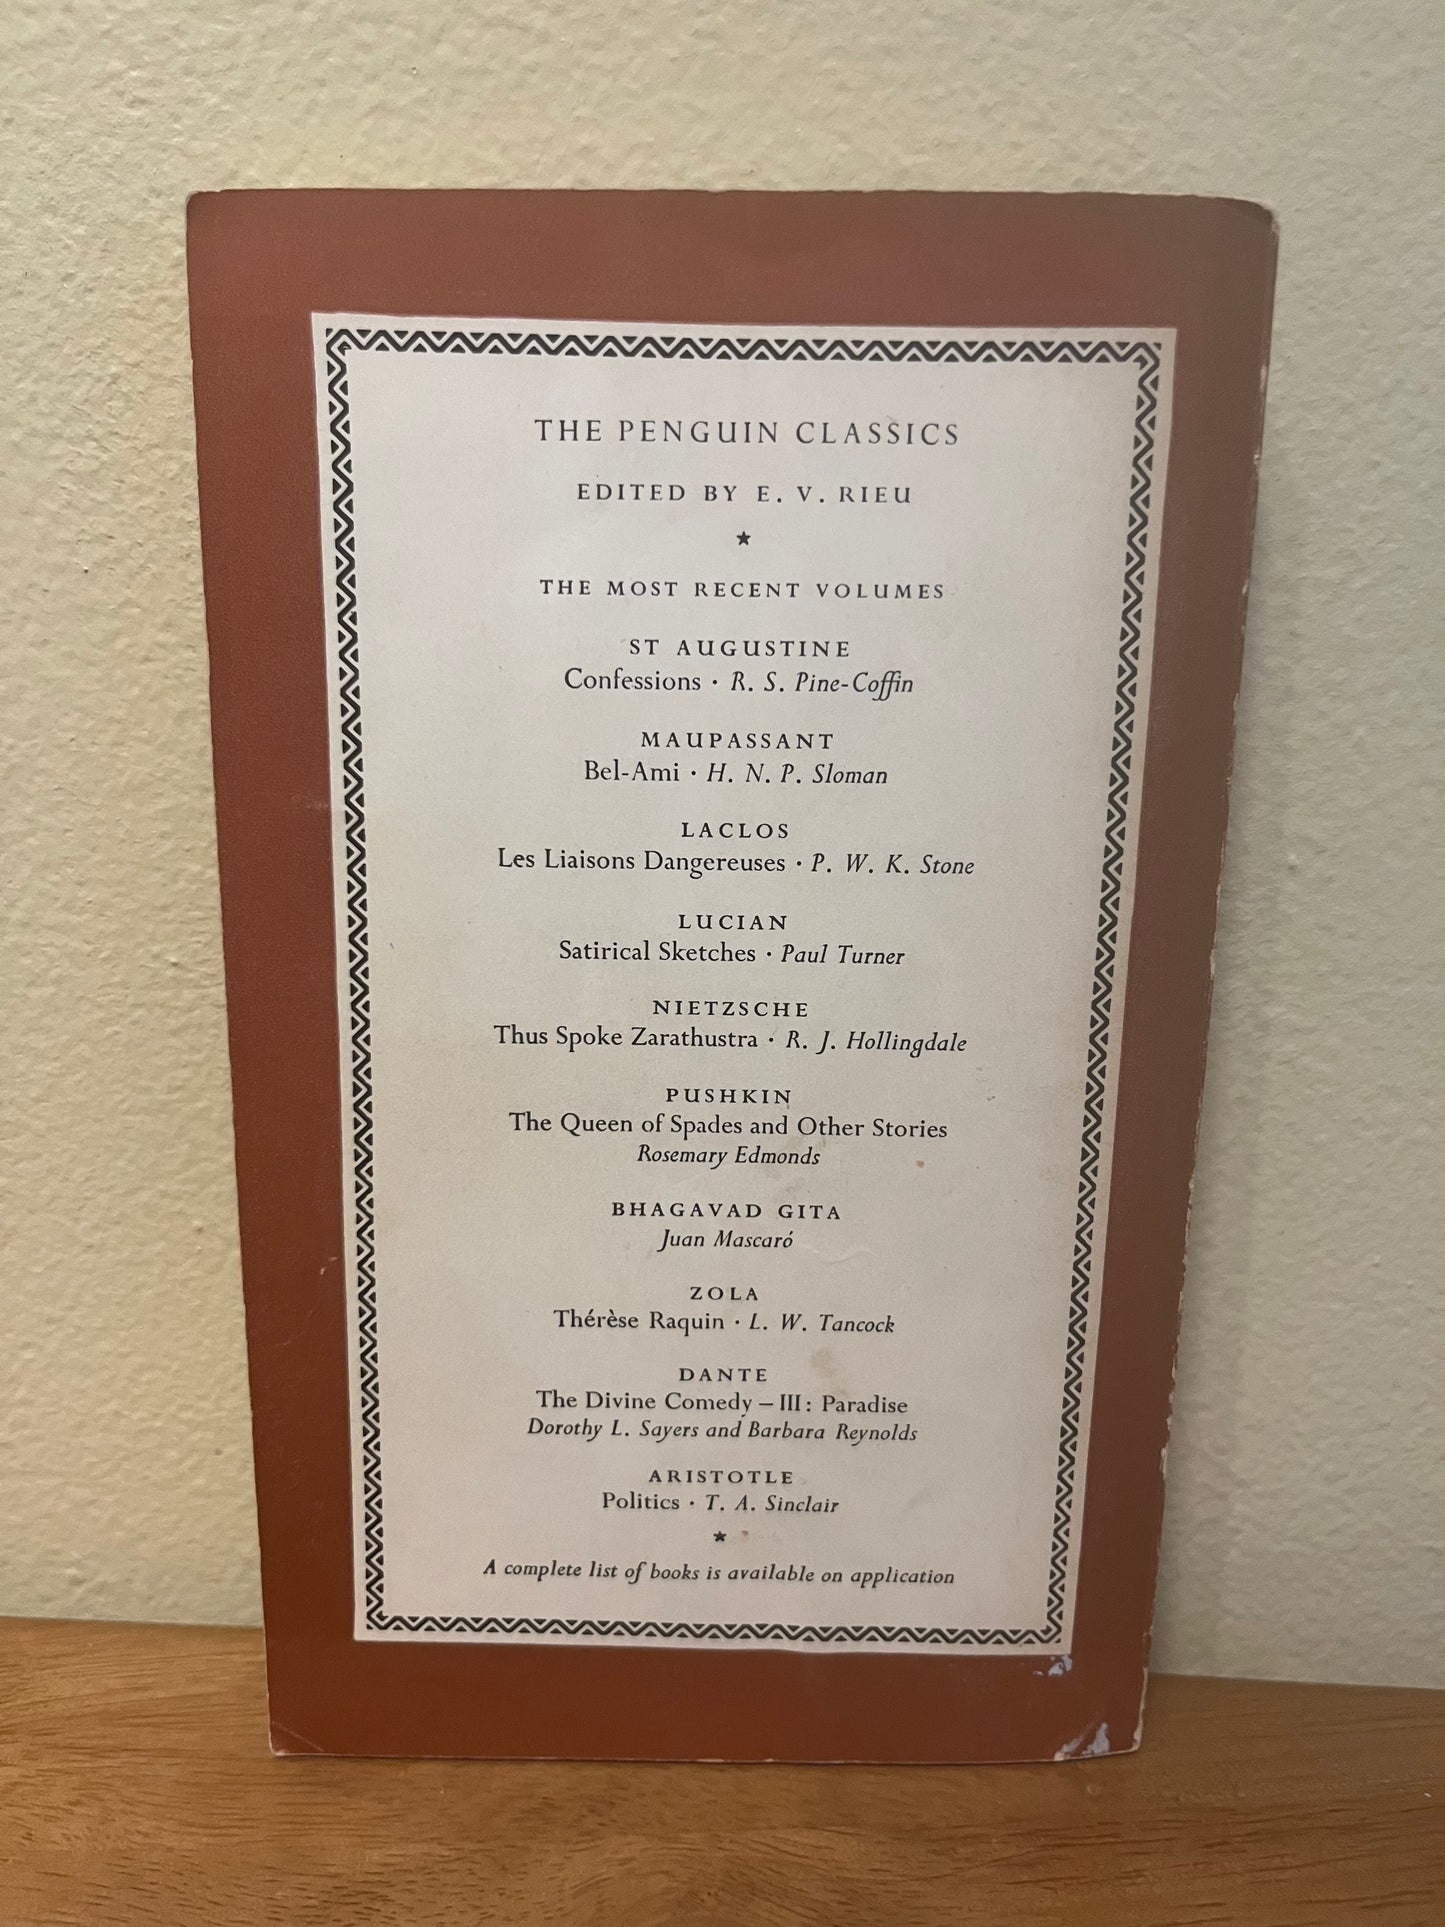 THE PENGUIN CLASSICS
EDITED BY E. V. RIEU
★
THE MOST RECENT VOLUMES
ST AUGUSTINE
Confessions · R. S. Pine-Coffin
MAUPASSANT
Bel-Ami · H. N. P. Sloman
LACLOS
Les Liaisons Dangereuses · P. W. K. Stone
LUCIAN
Satirical Sketches · Paul Turner
NIETZSCHE
Thus Spoke Zarathustra · R. J. Hollingdale
PUSHKIN
The Queen of Spades and Other Stories
Rosemary Edmonds
BHAGAVAD GITA
Juan Mascaró
ZOLA
Thérèse Raquin · L. W. Tancock
DANTE
The Divine Comedy – III: Paradise
Dorothy L. Sayers and Barbara Reynolds
ARISTOTLE
Politics · T. A. Sinclair
★
A complete list of books is available on application